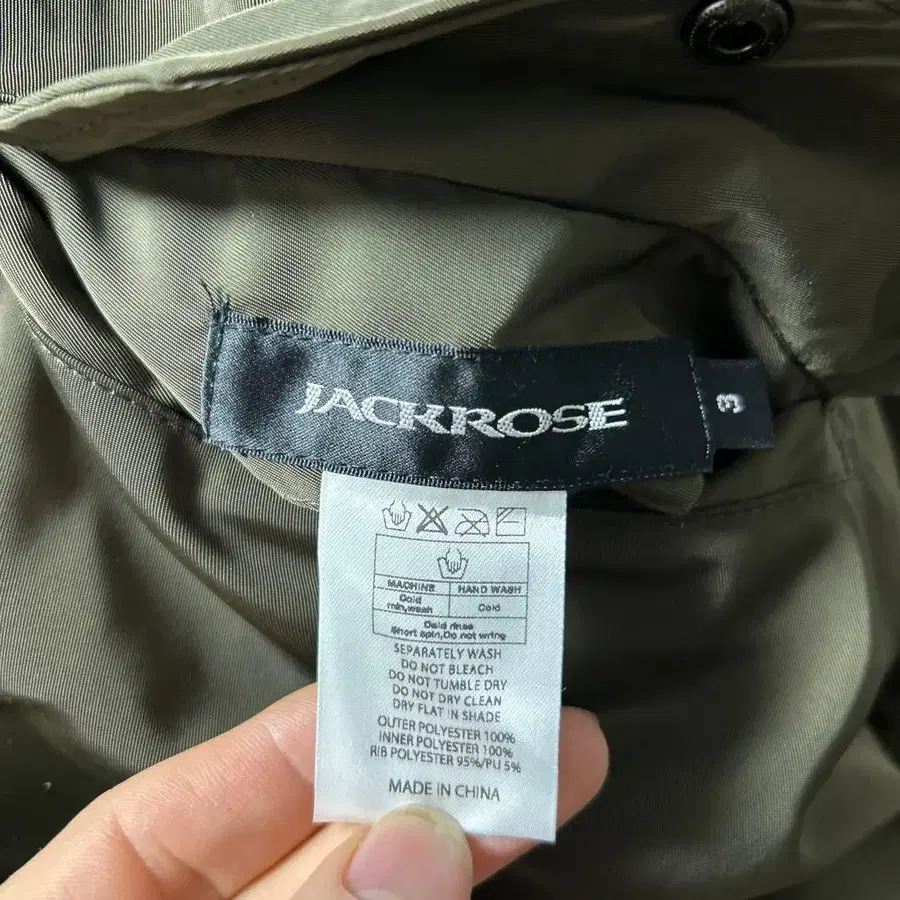 JACKROSE
3
MACHINE HAND WASH
Cold Cold
min,wash
Cold rinse
Short spin,Do not wring
SEPARATELY WASH
DO NOT BLEACH
DO NOT TUMBLE DRY
DO NOT DRY CLEAN
DRY FLAT IN SHADE
OUTER POLYESTER 100%
INNER POLYESTER 100%
RIB POLYESTER 95%/PU 5%
MADE IN CHINA